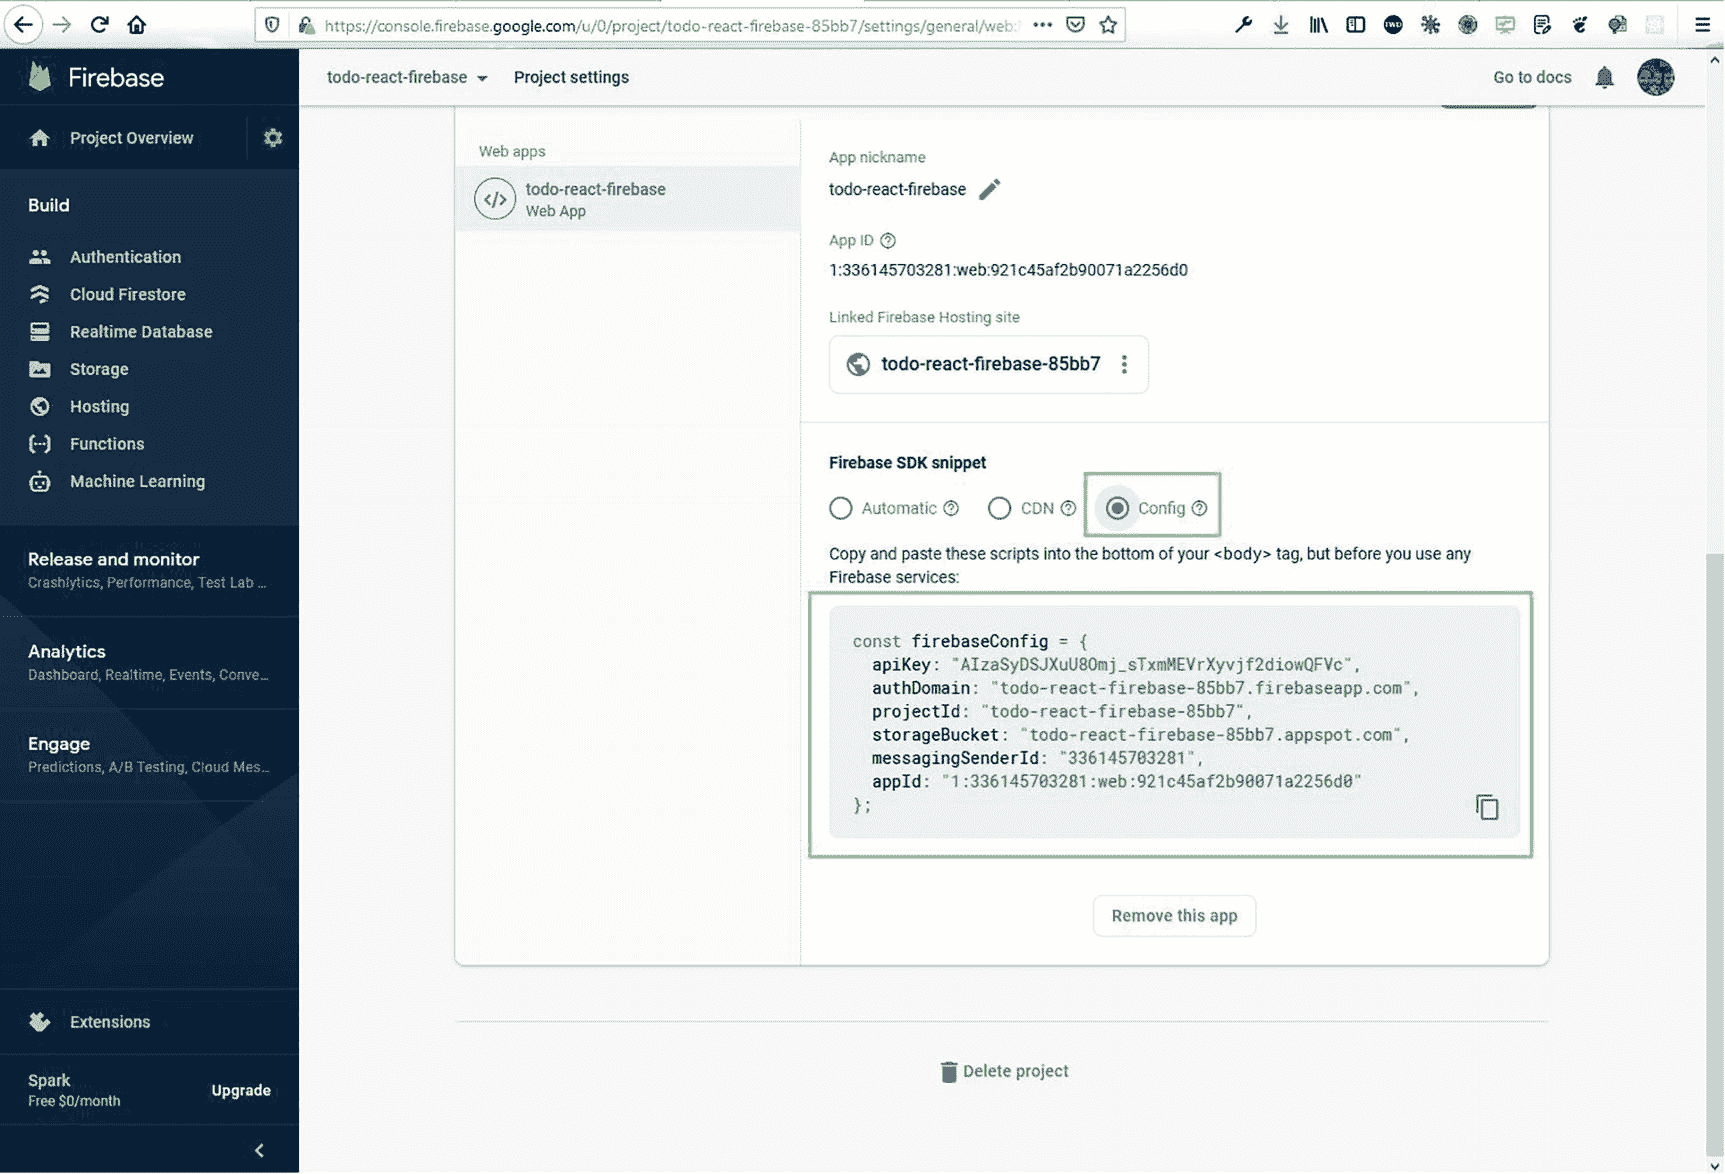 https://console.firebase.google.com/u/0/project/todo-react-firebase-85bb7/settings/general/web:
Firebase
todo-react-firebase
Project settings
Go to docs
Project Overview
Build
Authentication
Cloud Firestore
Realtime Database
Storage
Hosting
Functions
Machine Learning
Release and monitor
Crashlytics, Performance, Test Lab ...
Analytics
Dashboard, Realtime, Events, Conve...
Engage
Predictions, A/B Testing, Cloud Mes...
Extensions
Spark
Free $0/month
Upgrade
Web apps
todo-react-firebase
Web App
App nickname
todo-react-firebase
App ID
1:336145703281:web:921c45af2b90071a2256d0
Linked Firebase Hosting site
todo-react-firebase-85bb7
Firebase SDK snippet
Automatic
CDN
Config
Copy and paste these scripts into the bottom of your <body> tag, but before you use any
Firebase services:
const firebaseConfig = {
apiKey: "AIzaSyDSJXuU8Omj_sTxmMEVrXyvjf2diowQFVc",
authDomain: "todo-react-firebase-85bb7.firebaseapp.com",
projectId: "todo-react-firebase-85bb7",
storageBucket: "todo-react-firebase-85bb7.appspot.com",
messagingSenderId: "336145703281",
appId: "1:336145703281:web:921c45af2b90071a2256d0"
};
Remove this app
Delete project